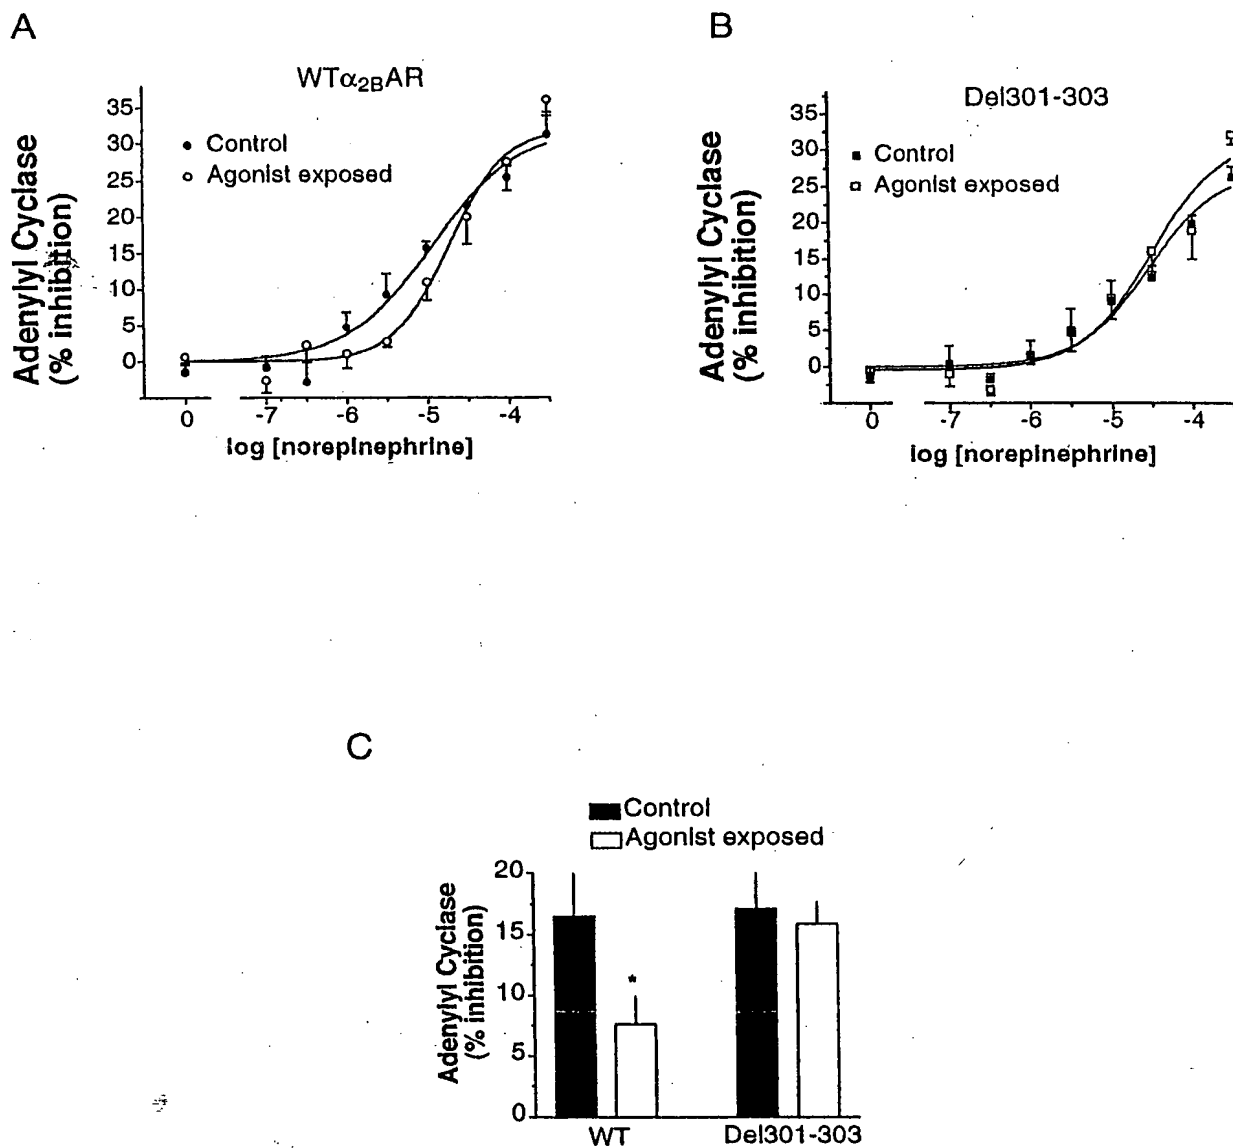 A
WTα2BAR
Adenylyl Cyclase
(% inhibition)
35
30
25
20
15
10
5
0
Control
Agonist exposed
0 -7 -6 -5 -4
log [norepinephrine]
B
Del301-303
Adenylyl Cyclase
(% inhibition)
35
30
25
20
15
10
5
0
Control
Agonist exposed
0 -7 -6 -5 -4
log [norepinephrine]
C
Control
Agonist exposed
Adenylyl Cyclase
(% inhibition)
20
15
10
5
0
*
WT Del301-303